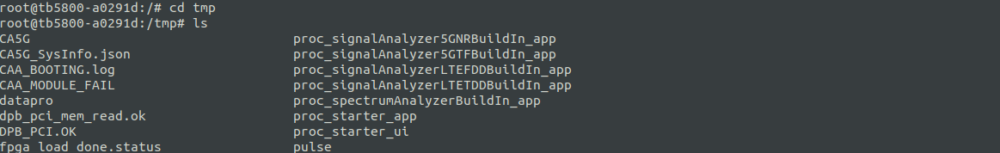 root@tb5800-a0291d:/# cd tmp
root@tb5800-a0291d:/tmp# ls
CA5G proc_signalAnalyzer5GNRBuildIn_app
CA5G_SysInfo.json proc_signalAnalyzer5GTFBuildIn_app
CAA_BOOTING.log proc_signalAnalyzerLTEFDDBuildIn_app
CAA_MODULE_FAIL proc_signalAnalyzerLTETDDBuildIn_app
datapro proc_spectrumAnalyzerBuildIn_app
dpb_pci_mem_read.ok proc_starter_app
DPB_PCI.OK proc_starter_ui
fpga_load_done.status pulse